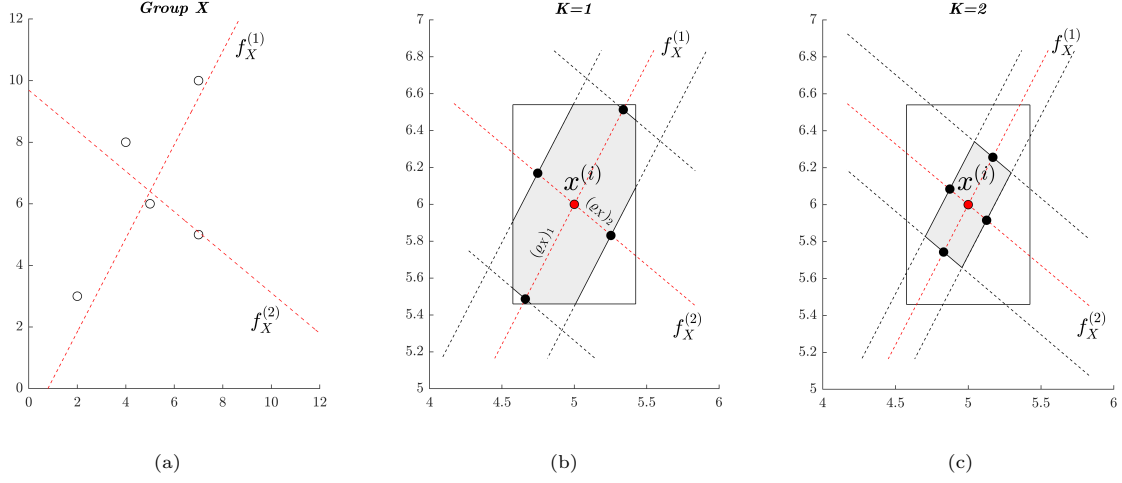 Group X
12
10
8
6
4
2
0
0 2 4 6 8 10 12
f_X^{(1)}
f_X^{(2)}
(a)
K=1
7
6.8
6.6
6.4
6.2
6
5.8
5.6
5.4
5.2
5
4 4.5 5 5.5 6
f_X^{(1)}
x^{(i)}
(ϱ_X)_2
(ϱ_X)_1
f_X^{(2)}
(b)
K=2
7
6.8
6.6
6.4
6.2
6
5.8
5.6
5.4
5.2
5
4 4.5 5 5.5 6
f_X^{(1)}
x^{(i)}
f_X^{(2)}
(c)